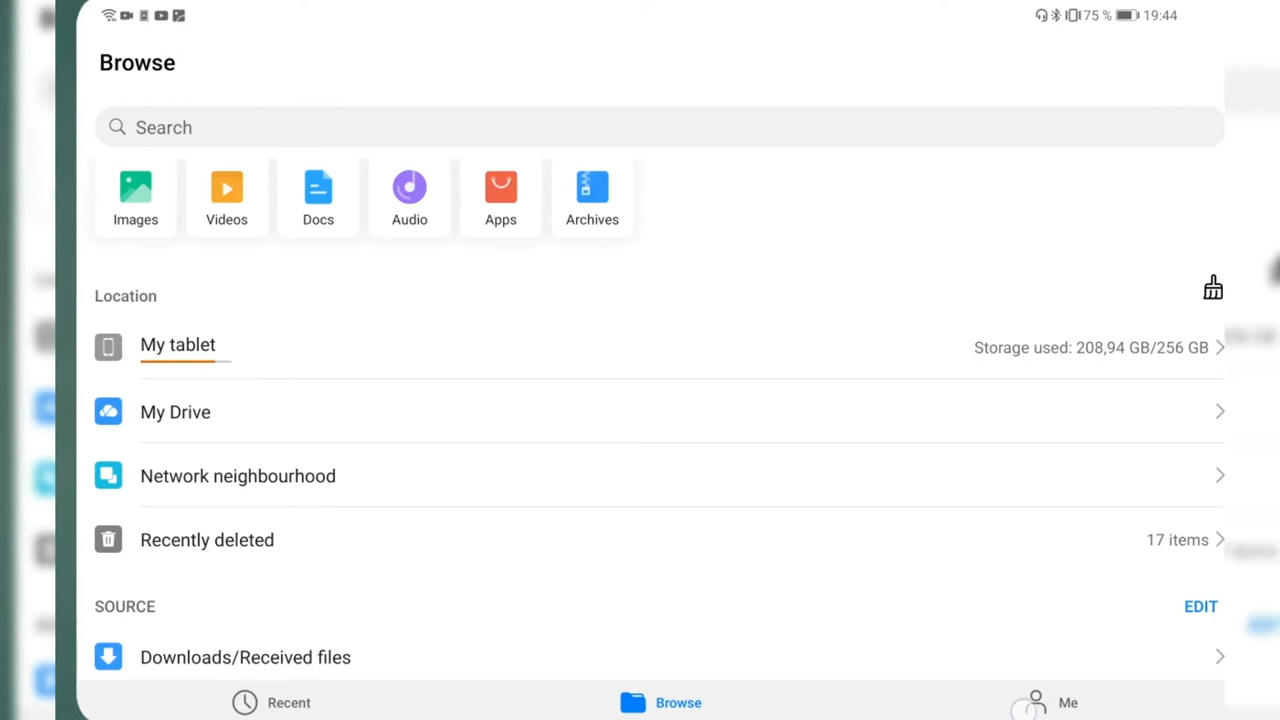 75 % 19:44
Browse
Search
Images Videos Docs Audio Apps Archives
Location
My tablet Storage used: 208,94 GB/256 GB
My Drive
Network neighbourhood
Recently deleted 17 items
SOURCE EDIT
Downloads/Received files
Recent Browse Me